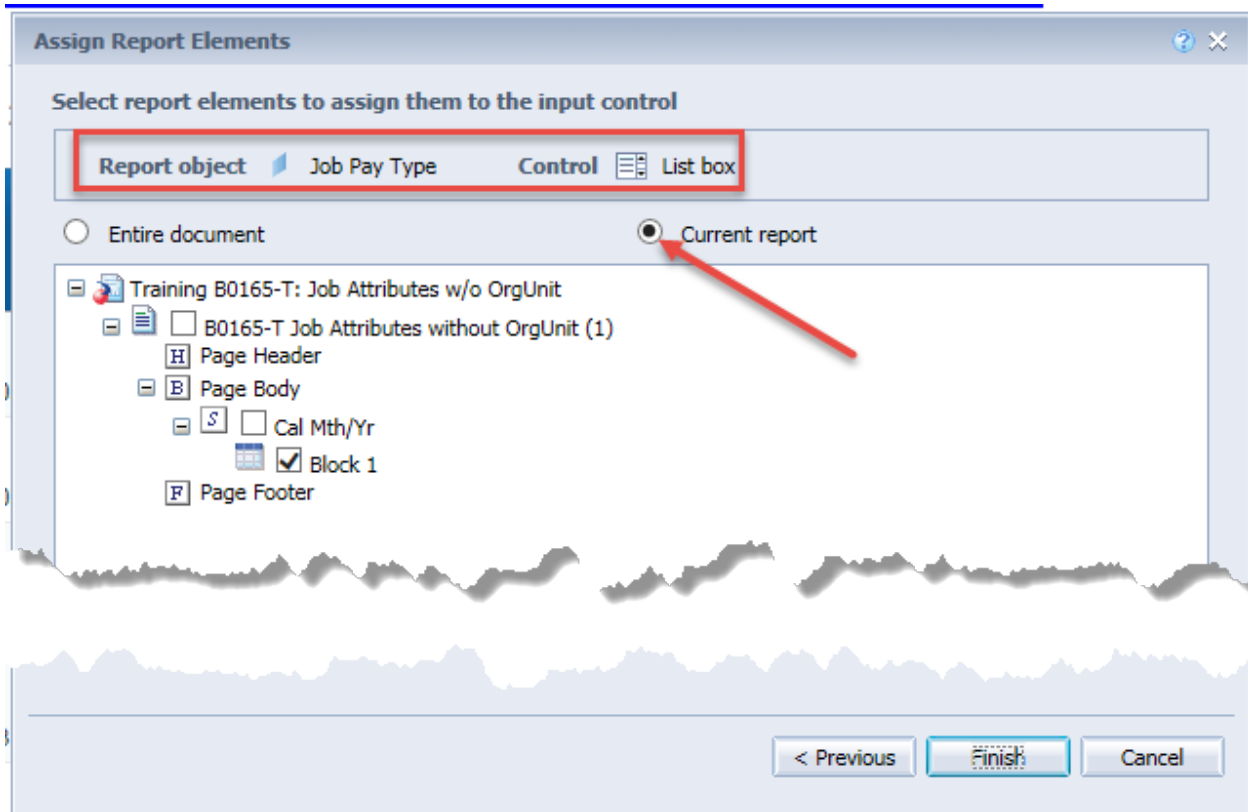 Assign Report Elements
Select report elements to assign them to the input control
Report object Job Pay Type Control List box
Entire document Current report
Training B0165-T: Job Attributes w/o OrgUnit
B0165-T Job Attributes without OrgUnit (1)
H Page Header
B Page Body
S Cal Mth/Yr
Block 1
F Page Footer
< Previous Finish Cancel